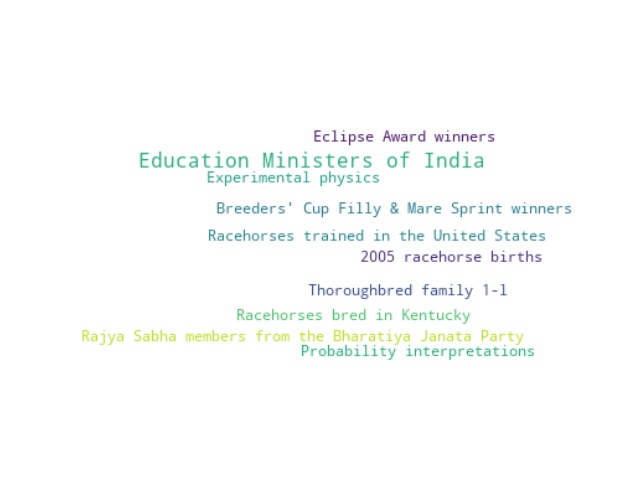 Eclipse Award winners
Education Ministers of India
Experimental physics
Breeders' Cup Filly & Mare Sprint winners
Racehorses trained in the United States
2005 racehorse births
Thoroughbred family 1-l
Racehorses bred in Kentucky
Rajya Sabha members from the Bharatiya Janata Party
Probability interpretations